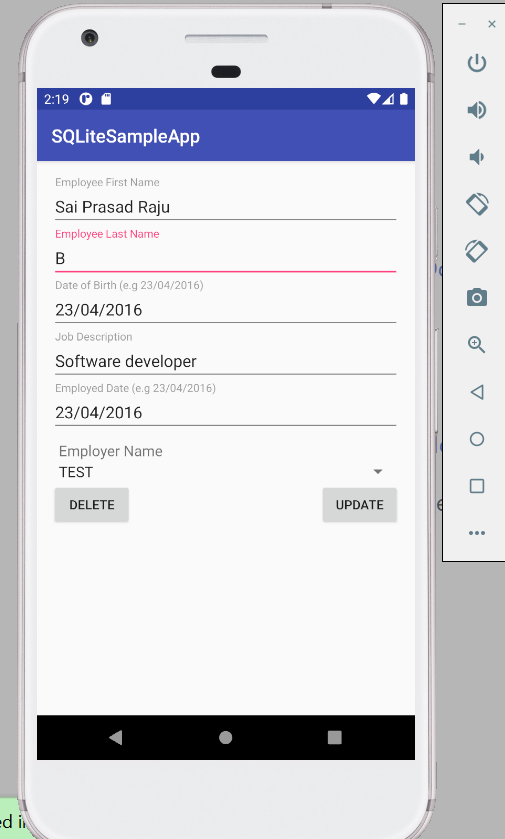 2:19
SQLiteSampleApp
Employee First Name
Sai Prasad Raju
Employee Last Name
B
Date of Birth (e.g 23/04/2016)
23/04/2016
Job Description
Software developer
Employed Date (e.g 23/04/2016)
23/04/2016
Employer Name
TEST
DELETE UPDATE